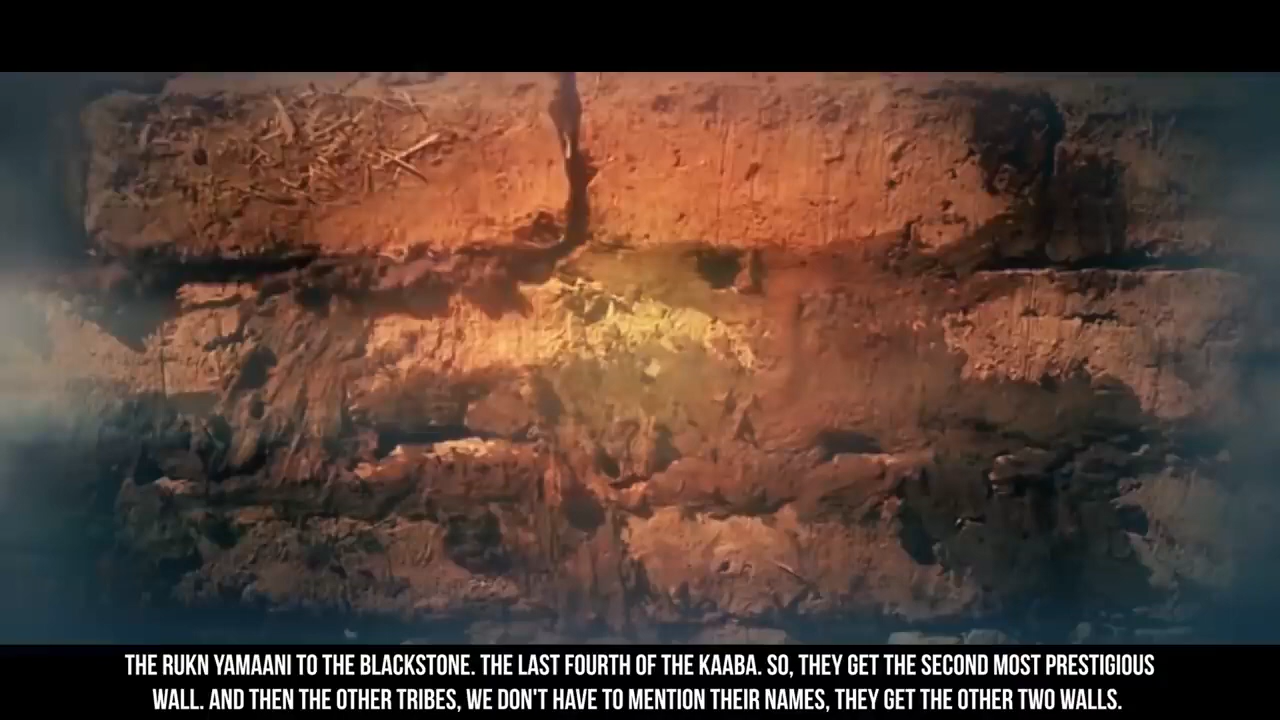 THE RUKN YAMAANI TO THE BLACKSTONE. THE LAST FOURTH OF THE KAABA. SO, THEY GET THE SECOND MOST PRESTIGIOUS
WALL. AND THEN THE OTHER TRIBES, WE DON'T HAVE TO MENTION THEIR NAMES, THEY GET THE OTHER TWO WALLS.